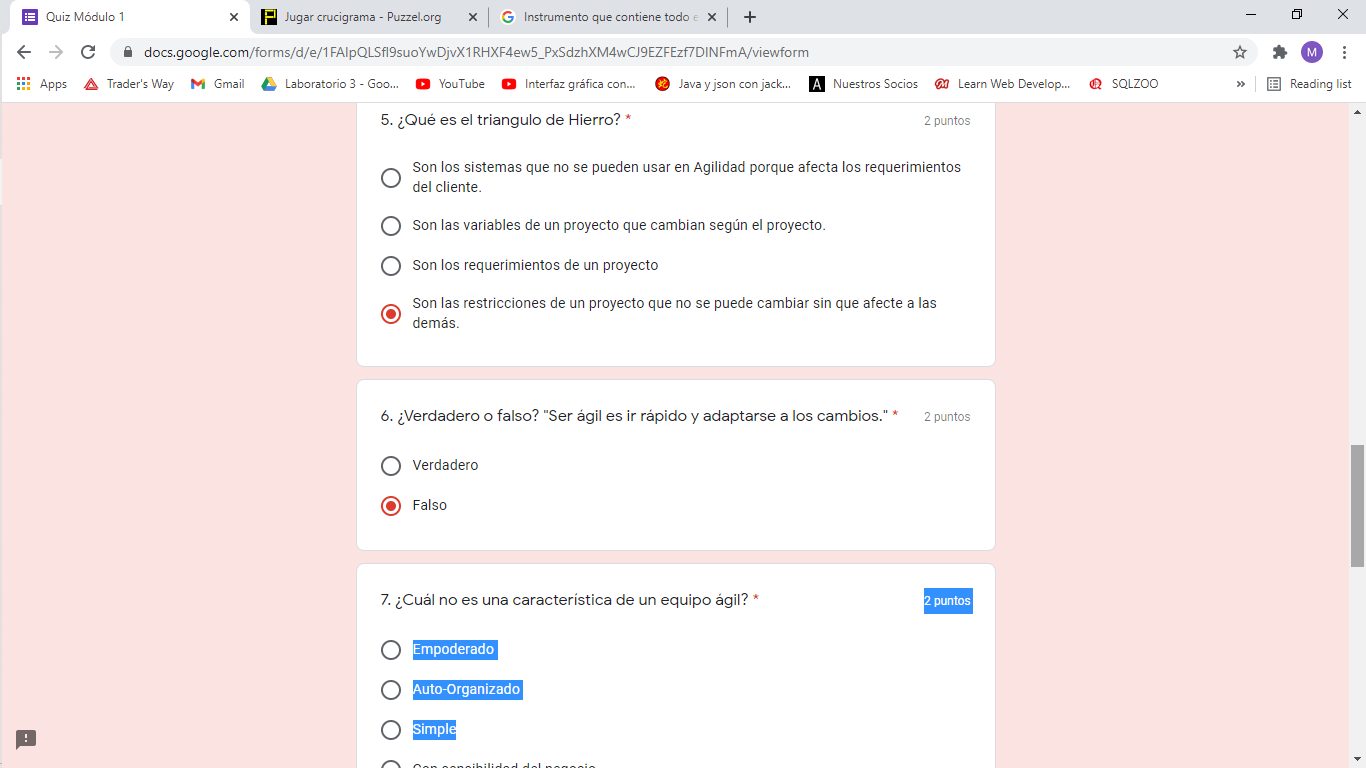 Quiz Módulo 1
Jugar crucigrama - Puzzel.org
Instrumento que contiene todo e
docs.google.com/forms/d/e/1FAIpQLSfl9suoYwDjvX1RHXF4ew5_PxSdzhXM4wCJ9EZFEzf7DINFmA/viewform
M
Apps
Trader's Way
Gmail
Laboratorio 3 - Goo...
YouTube
Interfaz gráfica con...
Java y json con jack...
Nuestros Socios
Learn Web Develop...
SQLZOO
»
Reading list
5. ¿Qué es el triangulo de Hierro? *
2 puntos
Son los sistemas que no se pueden usar en Agilidad porque afecta los requerimientos
del cliente.
Son las variables de un proyecto que cambian según el proyecto.
Son los requerimientos de un proyecto
Son las restricciones de un proyecto que no se puede cambiar sin que afecte a las
demás.
6. ¿Verdadero o falso? "Ser ágil es ir rápido y adaptarse a los cambios." *
2 puntos
Verdadero
Falso
7. ¿Cuál no es una característica de un equipo ágil? *
2 puntos
Empoderado
Auto-Organizado
Simple
Con sensibilidad del negocio